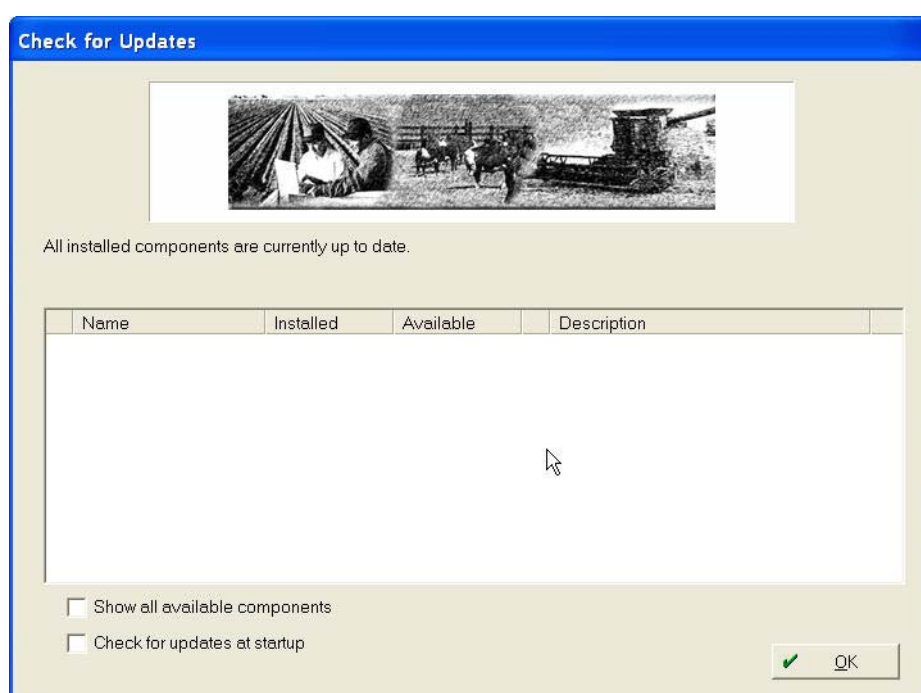 Check for Updates
All installed components are currently up to date.
Name Installed Available Description
Show all available components
Check for updates at startup
OK